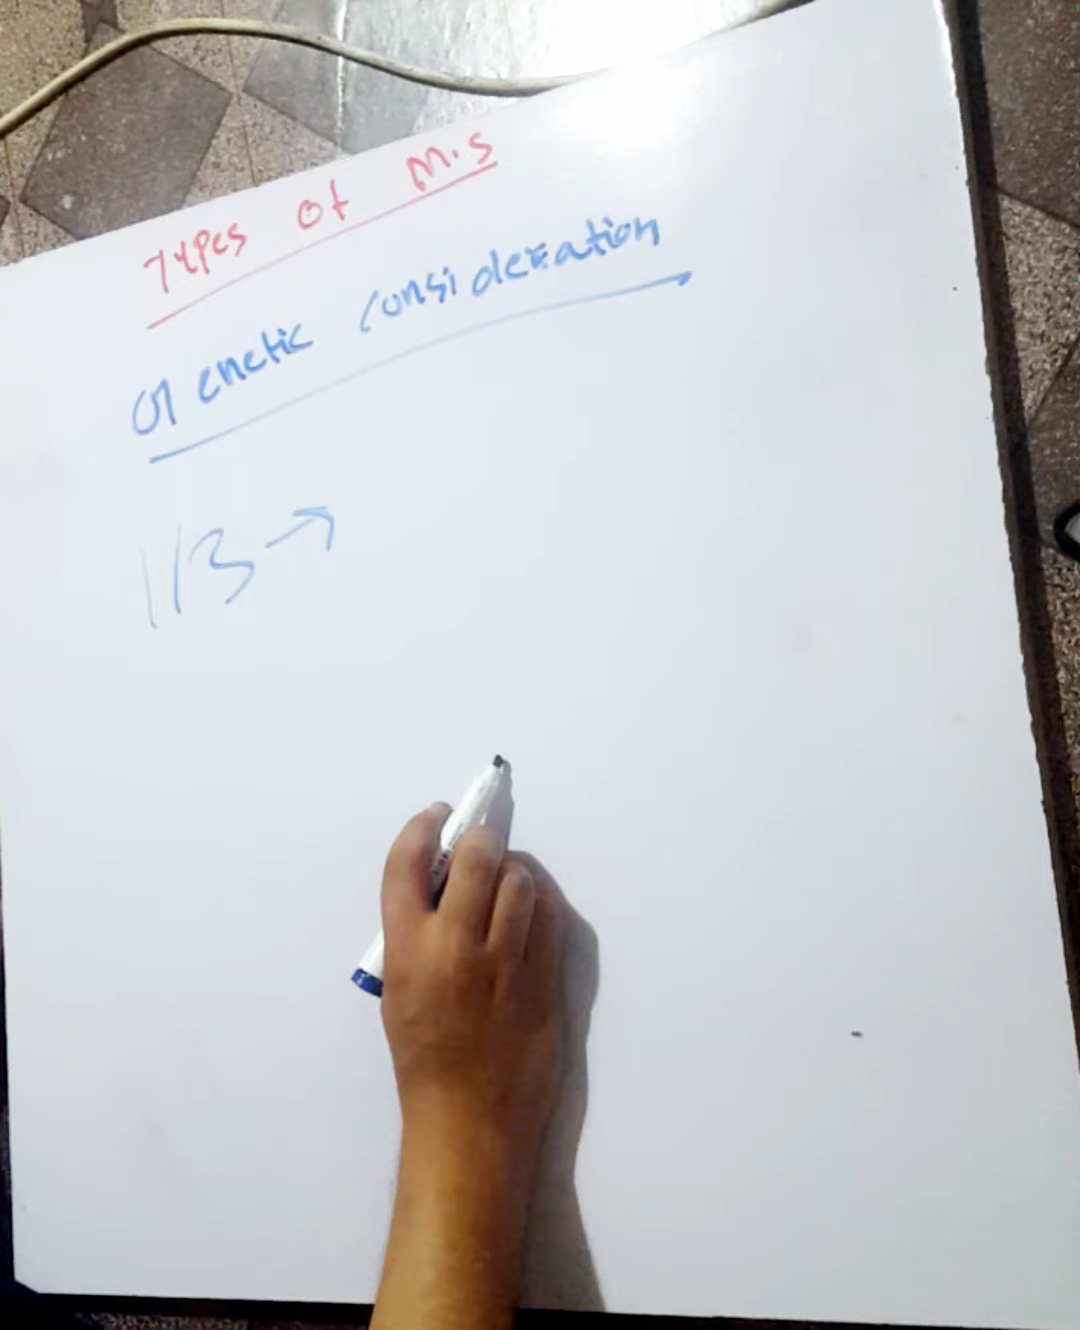 Types of M.S
Genetic consideration
1/3 →